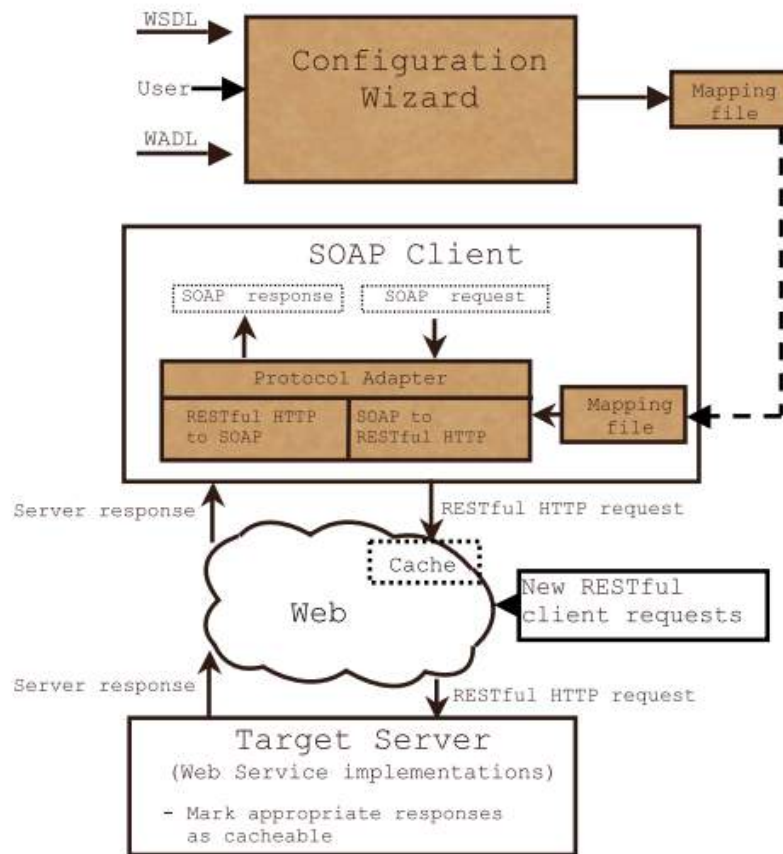 WSDL
User
WADL
Configuration
Wizard
Mapping
file
SOAP Client
SOAP response
SOAP request
Protocol Adapter
RESTful HTTP
to SOAP
SOAP to
RESTful HTTP
Mapping
file
Server response
RESTful HTTP request
Cache
Web
New RESTful
client requests
Server response
RESTful HTTP request
Target Server
(Web Service implementations)
- Mark appropriate responses
as cacheable